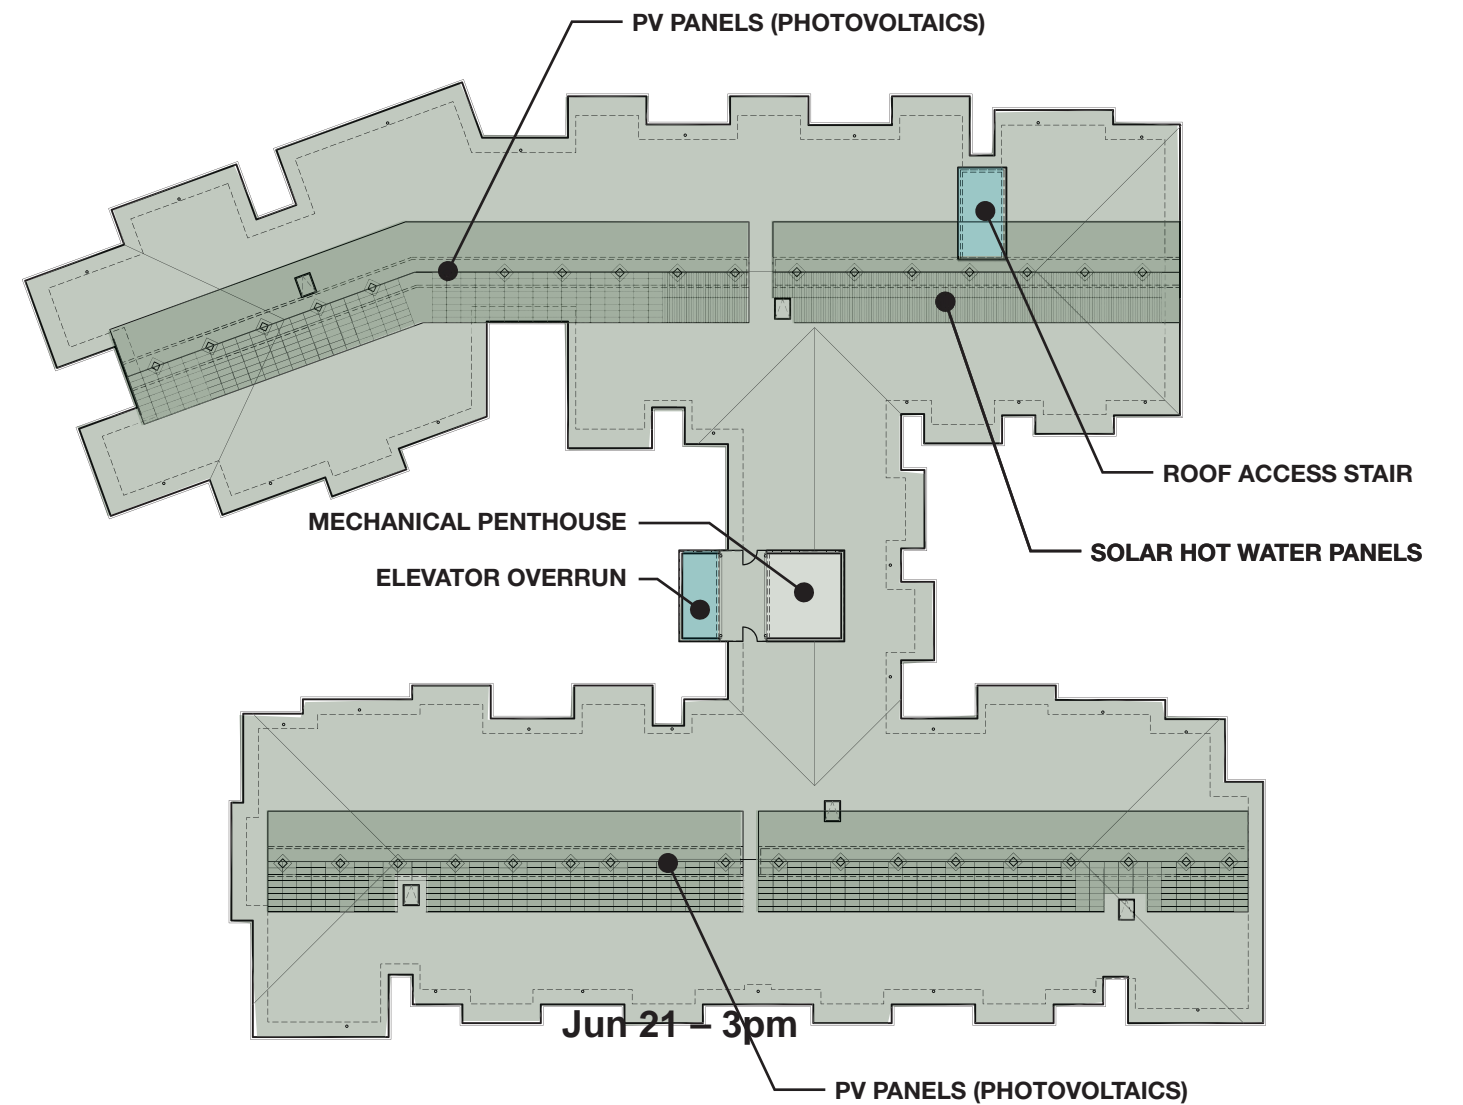 PV PANELS (PHOTOVOLTAICS)
ROOF ACCESS STAIR
MECHANICAL PENTHOUSE
SOLAR HOT WATER PANELS
ELEVATOR OVERRUN
Jun 21 – 3pm
PV PANELS (PHOTOVOLTAICS)